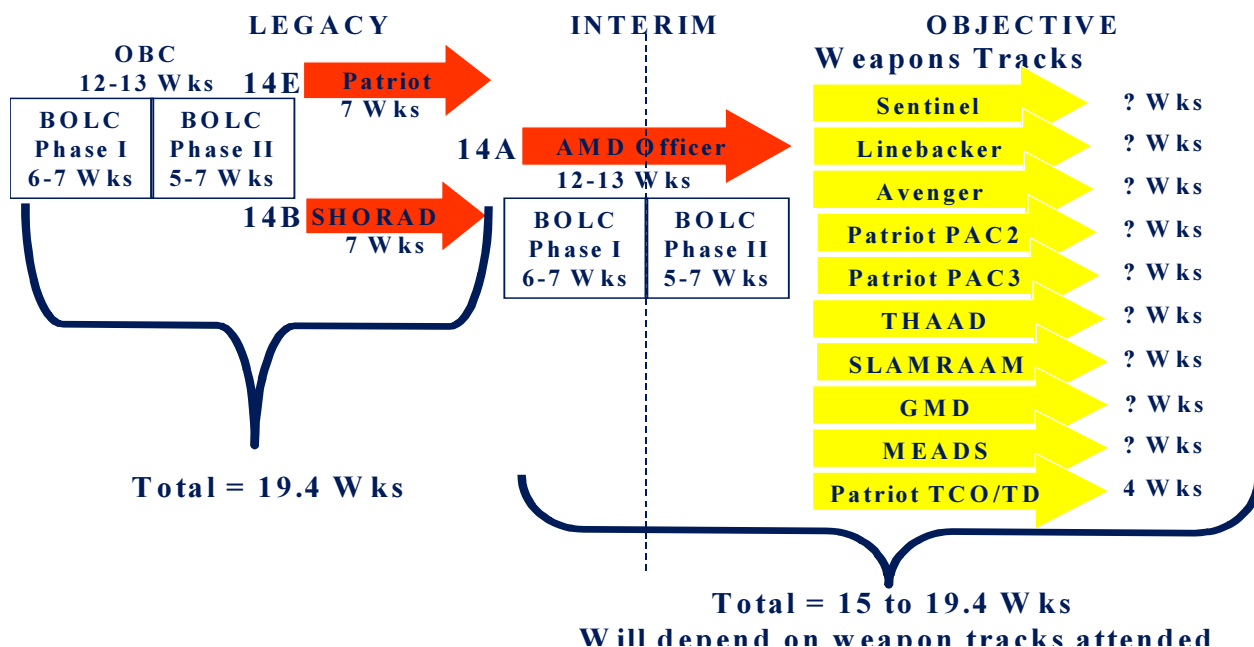 LEGACY
INTERIM
OBJECTIVE
OBC
12-13 Wks
BOLC
Phase I
6-7 Wks
BOLC
Phase II
5-7 Wks
14E
Patriot
7 Wks
14B
SHORAD
7 Wks
Total = 19.4 Wks
14A
AMD Officer
12-13 Wks
BOLC
Phase I
6-7 Wks
BOLC
Phase II
5-7 Wks
Weapons Tracks
Sentinel ? Wks
Linebacker ? Wks
Avenger ? Wks
Patriot PAC2 ? Wks
Patriot PAC3 ? Wks
THAAD ? Wks
SLAMRAAM ? Wks
GMD ? Wks
MEADS ? Wks
Patriot TCO/TD 4 Wks
Total = 15 to 19.4 Wks
Will depend on weapon tracks attended